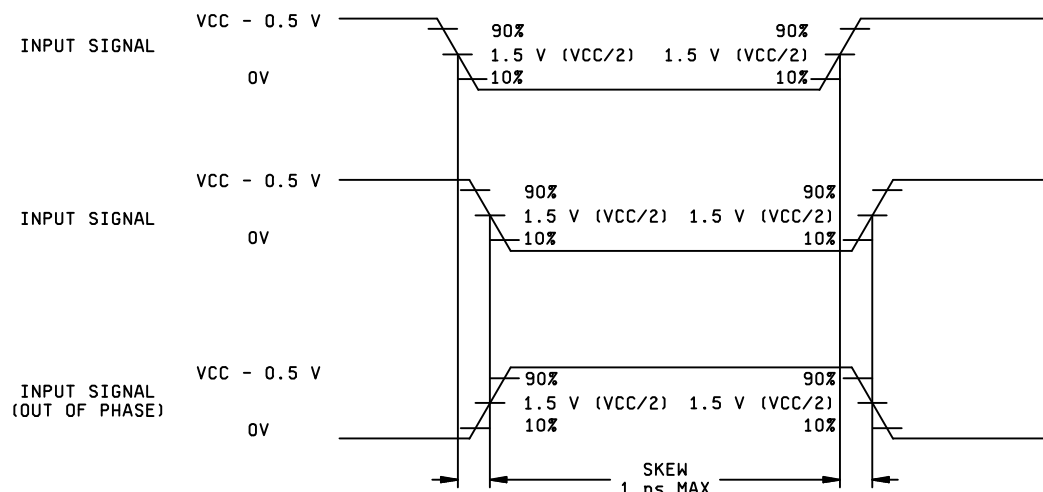 INPUT SIGNAL
VCC - 0.5 V
0V
90%
90%
1.5 V (VCC/2) 1.5 V (VCC/2)
10%
10%
INPUT SIGNAL
VCC - 0.5 V
0V
90%
90%
1.5 V (VCC/2) 1.5 V (VCC/2)
10%
10%
INPUT SIGNAL
(OUT OF PHASE)
VCC - 0.5 V
0V
90%
90%
1.5 V (VCC/2) 1.5 V (VCC/2)
10%
10%
SKEW
1 ns MAX